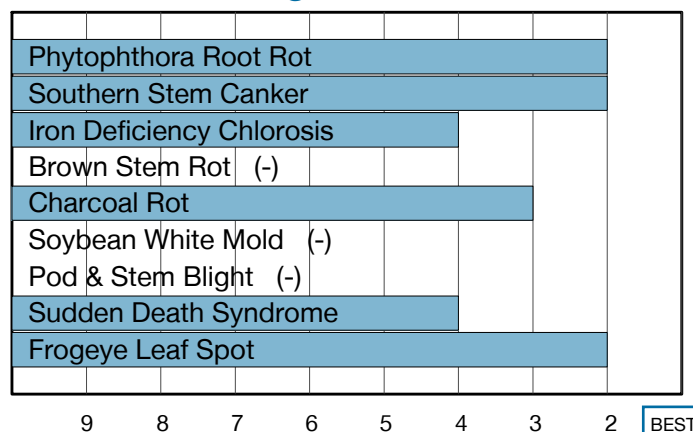 Phytophthora Root Rot
Southern Stem Canker
Iron Deficiency Chlorosis
Brown Stem Rot (-)
Charcoal Rot
Soybean White Mold (-)
Pod & Stem Blight (-)
Sudden Death Syndrome
Frogeye Leaf Spot
9 8 7 6 5 4 3 2 BEST